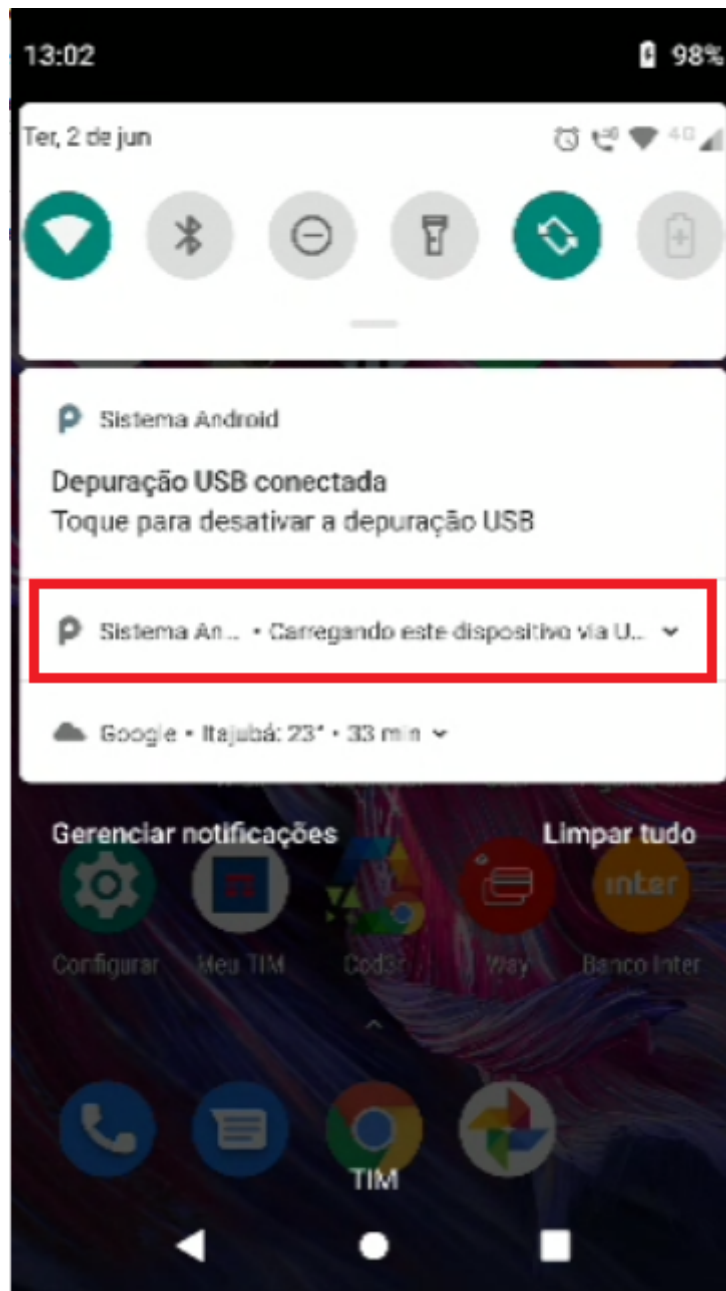 13:02
98%
Ter, 2 de jun
4G
Sistema Android
Depuração USB conectada
Toque para desativar a depuração USB
Sistema An... • Carregando este dispositivo via U...
Google • Itajubá: 23° • 33 min
Gerenciar notificações
Limpar tudo
inter
Configurar
Meu TIM
Cod3r
Way
Banco Inter
TIM